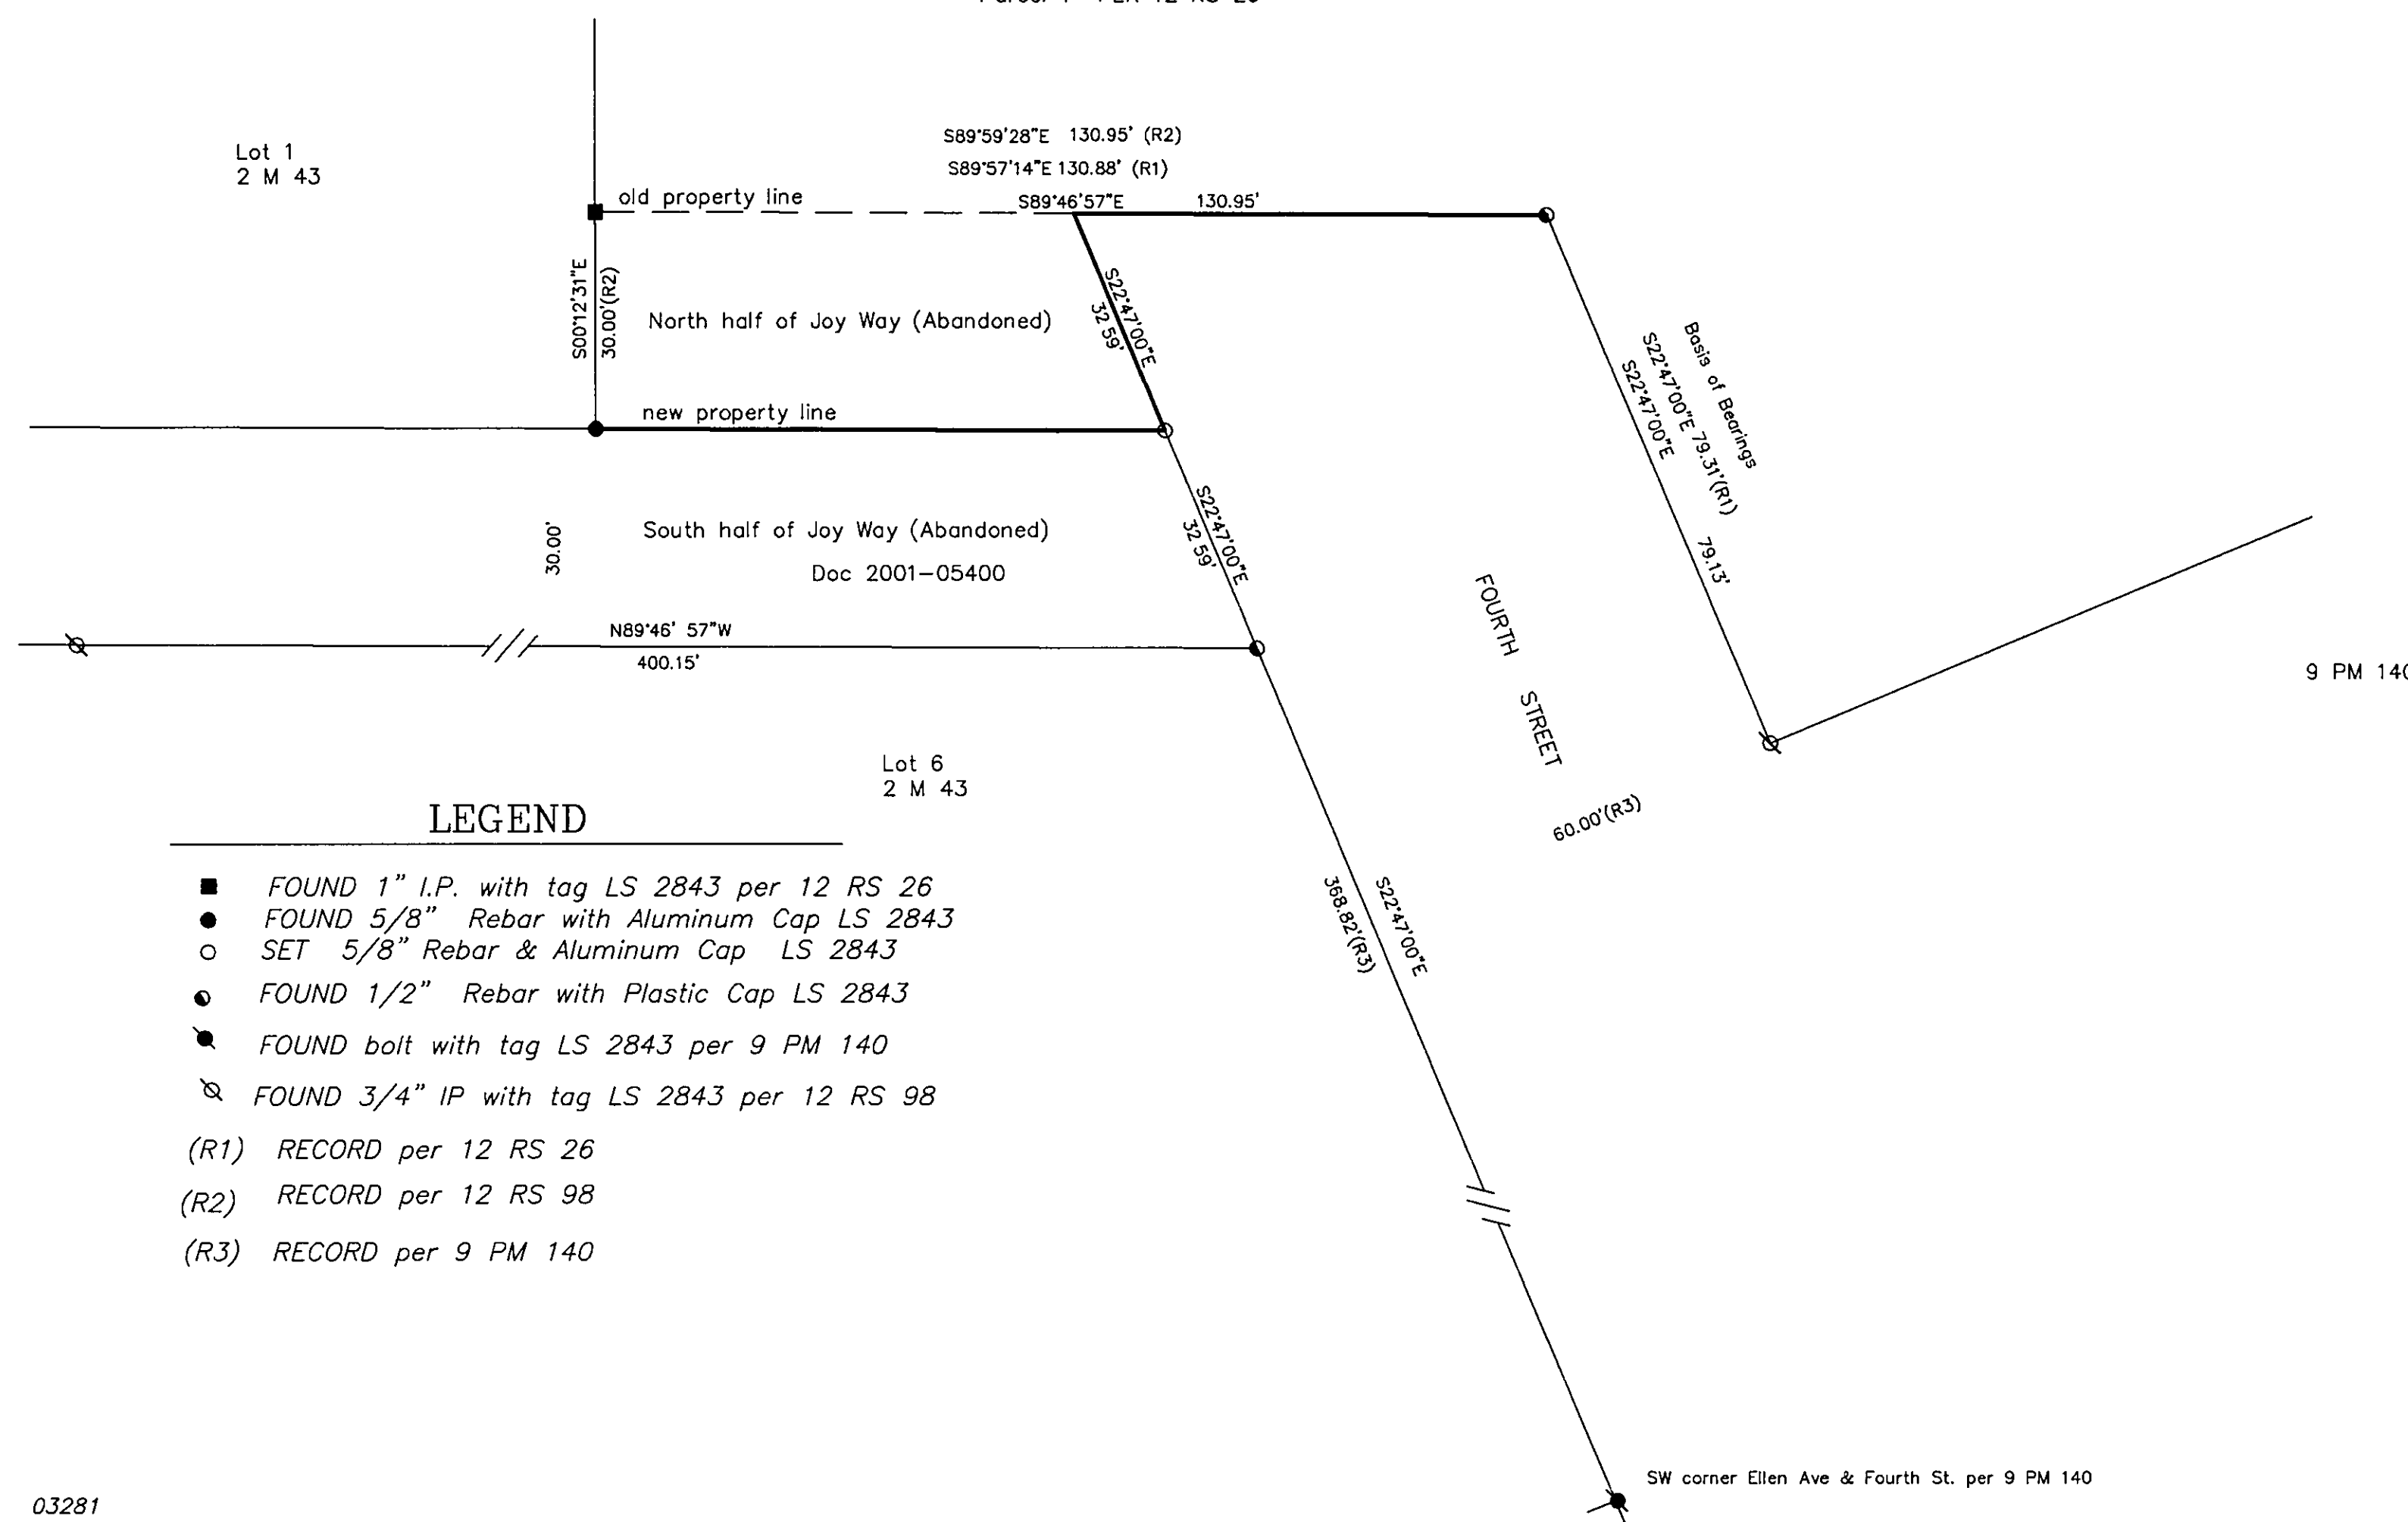 Lot 1
2 M 43
S89°59'28"E 130.95' (R2)
S89°57'14"E 130.88' (R1)
S89°46'57"E 130.95'
old property line
S00°12'31"E
30.00'(R2)
North half of Joy Way (Abandoned)
S22°47'00"E
32 59'
new property line
Basis of Bearings
S22°47'00"E 79.31'(R1)
S22°47'00"E 79.13'
30.00'
South half of Joy Way (Abandoned)
Doc 2001-05400
S22°47'00"E
32 59'
N89°46' 57"W
400.15'
FOURTH STREET
60.00'(R3)
9 PM 140
Lot 6
2 M 43
S22°47'00"E
368.82'(R3)
LEGEND
FOUND 1" I.P. with tag LS 2843 per 12 RS 26
FOUND 5/8" Rebar with Aluminum Cap LS 2843
SET 5/8" Rebar & Aluminum Cap LS 2843
FOUND 1/2" Rebar with Plastic Cap LS 2843
FOUND bolt with tag LS 2843 per 9 PM 140
FOUND 3/4" IP with tag LS 2843 per 12 RS 98
(R1) RECORD per 12 RS 26
(R2) RECORD per 12 RS 98
(R3) RECORD per 9 PM 140
SW corner Ellen Ave & Fourth St. per 9 PM 140
03281